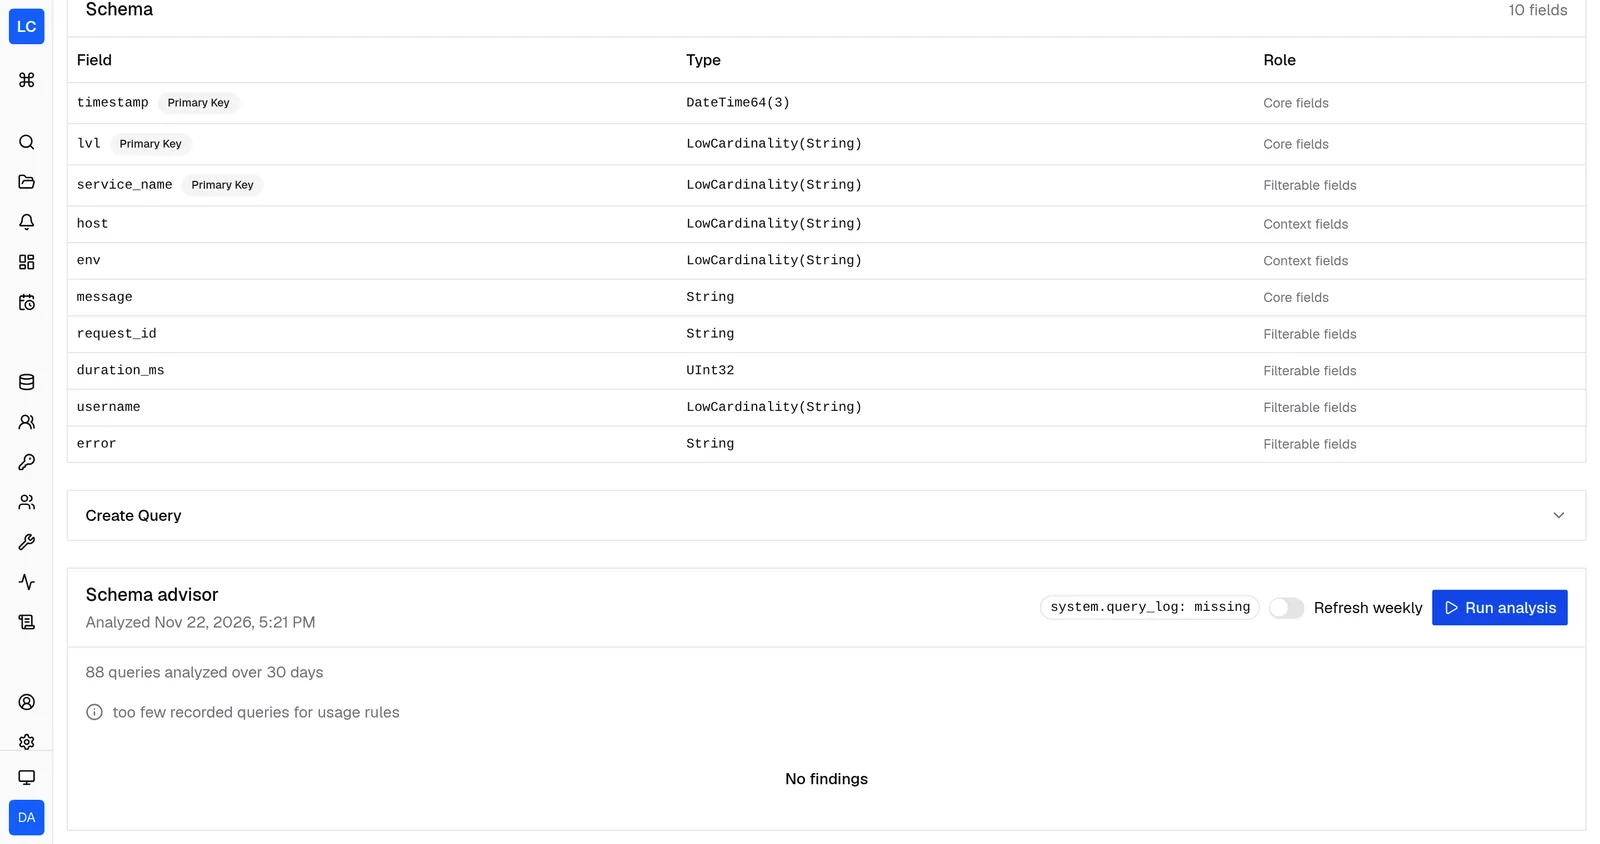 LC
Schema 10 fields
Field Type Role
timestamp Primary Key DateTime64(3) Core fields
lvl Primary Key LowCardinality(String) Core fields
service_name Primary Key LowCardinality(String) Filterable fields
host LowCardinality(String) Context fields
env LowCardinality(String) Context fields
message String Core fields
request_id String Filterable fields
duration_ms UInt32 Filterable fields
username LowCardinality(String) Filterable fields
error String Filterable fields
Create Query
Schema advisor
Analyzed Nov 22, 2026, 5:21 PM
system.query_log: missing Refresh weekly Run analysis
88 queries analyzed over 30 days
too few recorded queries for usage rules
No findings
DA